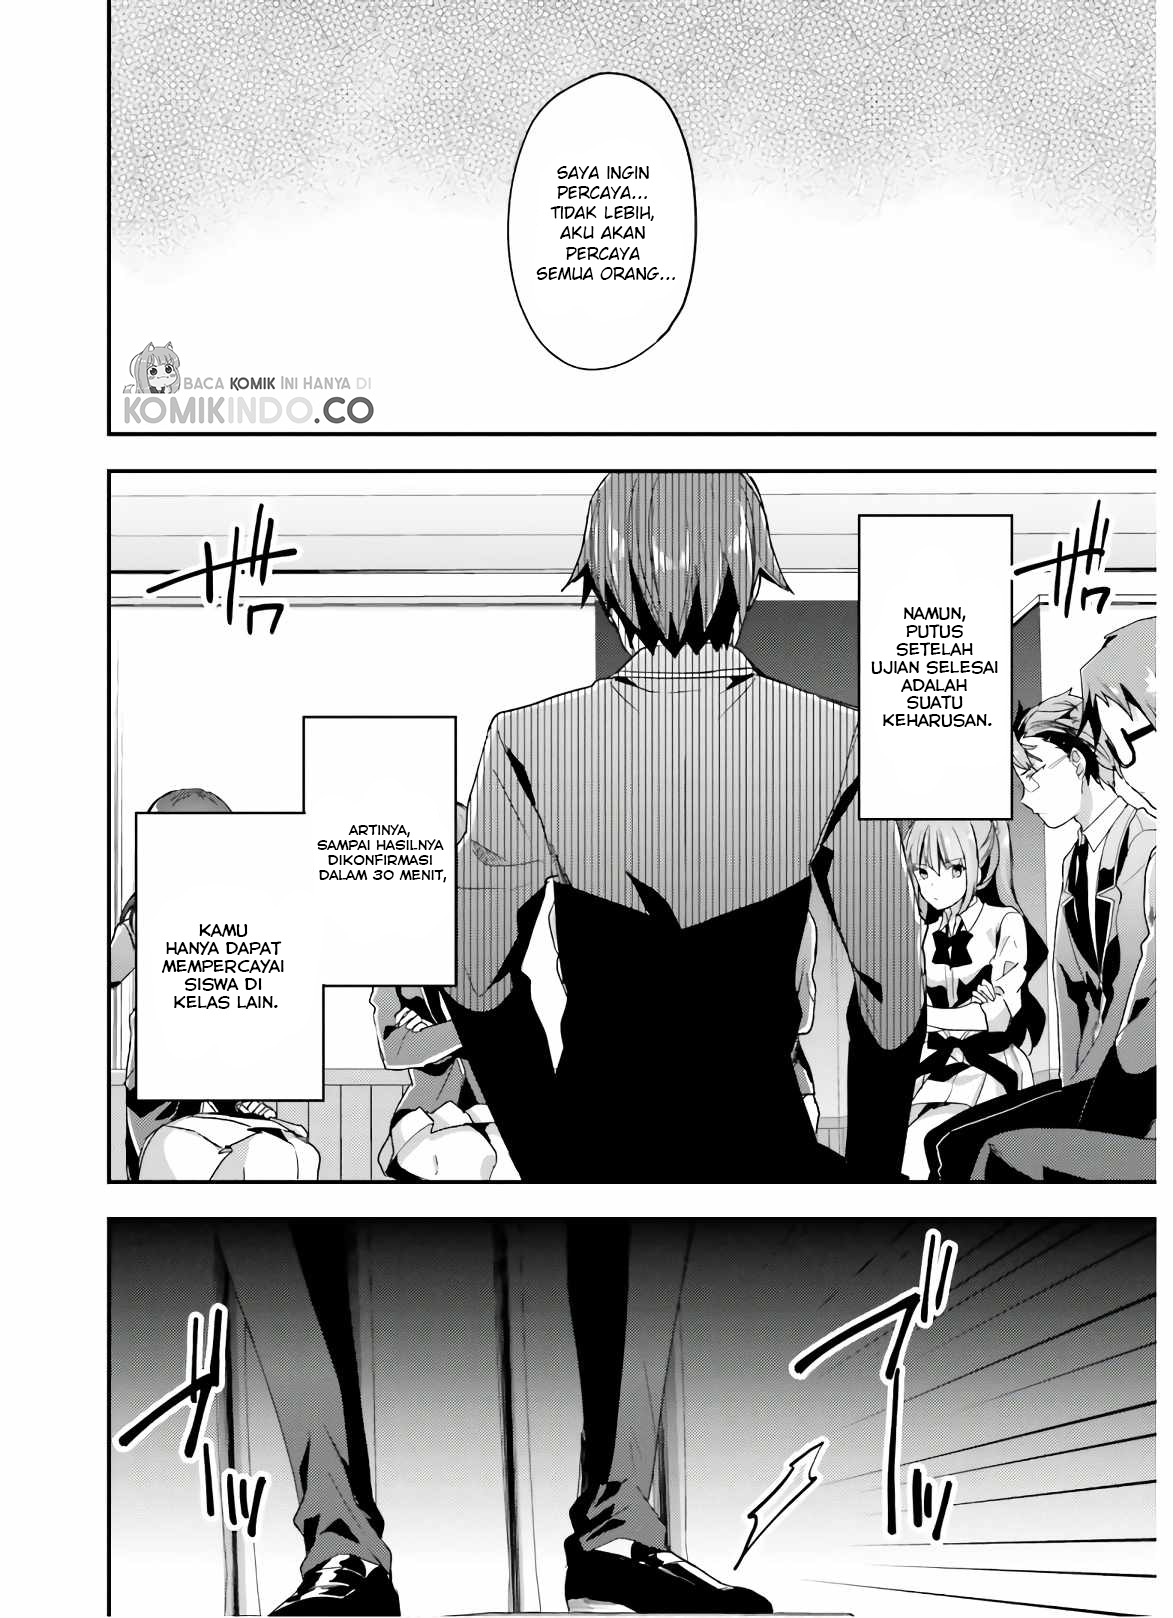 SAYA INGIN
PERCAYA...
TIDAK LEBIH,
AKU AKAN
PERCAYA
SEMUA ORANG...
BACA KOMIK INI HANYA DI
KOMIKINDO.CO
NAMUN,
PUTUS
SETELAH
UJIAN SELESAI
ADALAH
SUATU
KEHARUSAN.
ARTINYA,
SAMPAI HASILNYA
DIKONFIRMASI
DALAM 30 MENIT,
KAMU
HANYA DAPAT
MEMPERCAYAI
SISWA DI
KELAS LAIN.